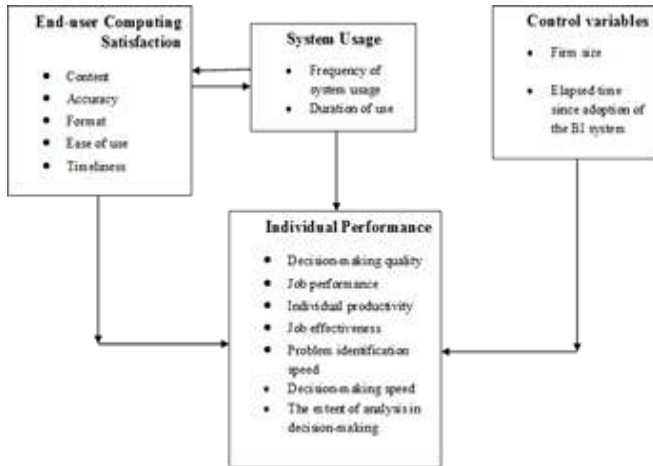 End-user Computing
Satisfaction
Content
Accuracy
Format
Ease of use
Timeliness
System Usage
Frequency of
system usage
Duration of use
Control variables
Firm size
Elapsed time
since adoption of
the BI system
Individual Performance
Decision-making quality
Job performance
Individual productivity
Job effectiveness
Problem identification
speed
Decision-making speed
The extent of analysis in
decision-making